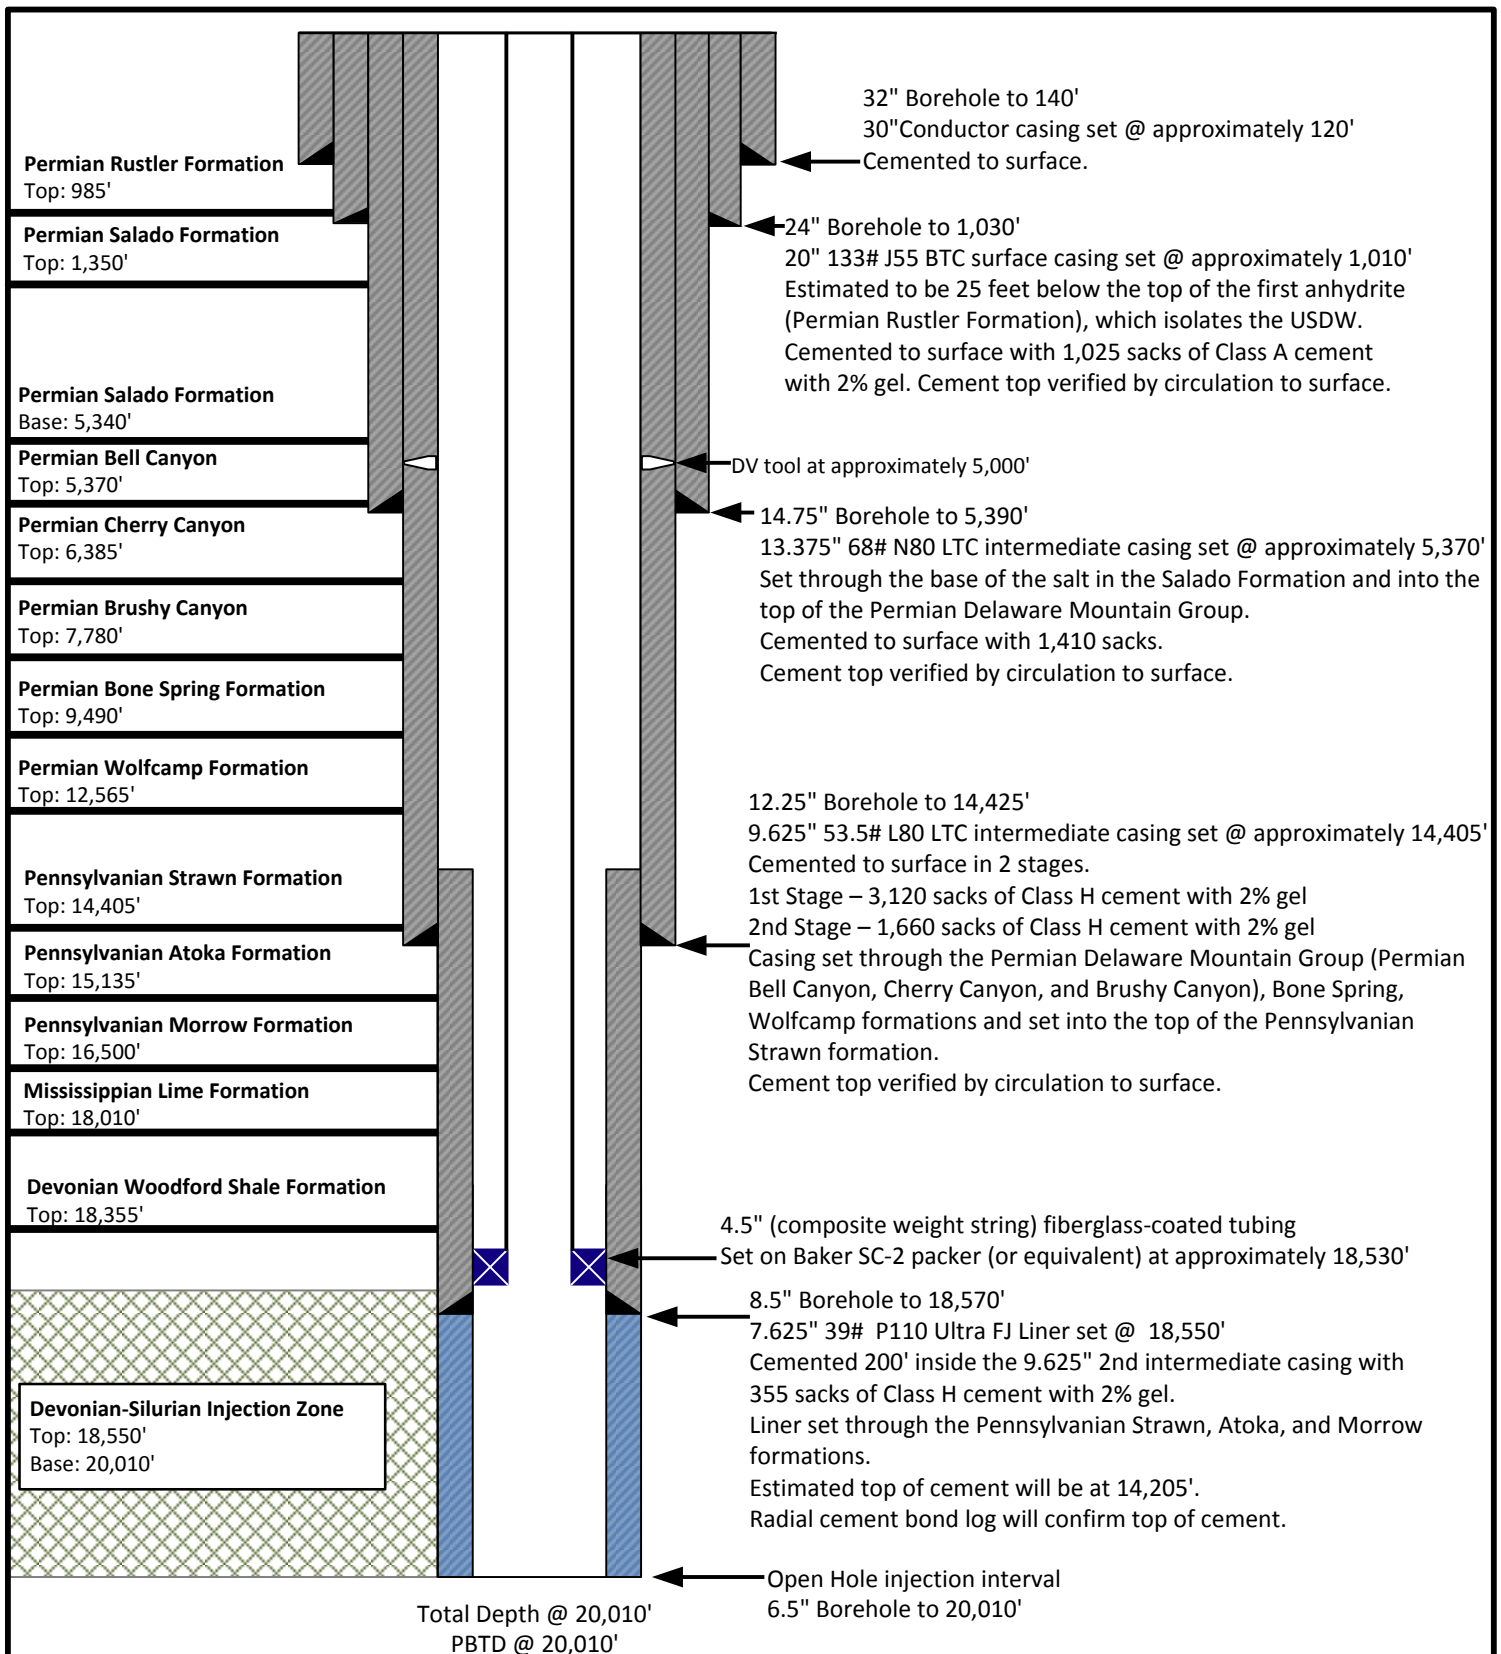 Permian Rustler Formation
Top: 985'
Permian Salado Formation
Top: 1,350'
Permian Salado Formation
Base: 5,340'
Permian Bell Canyon
Top: 5,370'
Permian Cherry Canyon
Top: 6,385'
Permian Brushy Canyon
Top: 7,780'
Permian Bone Spring Formation
Top: 9,490'
Permian Wolfcamp Formation
Top: 12,565'
Pennsylvanian Strawn Formation
Top: 14,405'
Pennsylvanian Atoka Formation
Top: 15,135'
Pennsylvanian Morrow Formation
Top: 16,500'
Mississippian Lime Formation
Top: 18,010'
Devonian Woodford Shale Formation
Top: 18,355'
Devonian-Silurian Injection Zone
Top: 18,550'
Base: 20,010'
32" Borehole to 140'
30"Conductor casing set @ approximately 120'
Cemented to surface.
24" Borehole to 1,030'
20" 133# J55 BTC surface casing set @ approximately 1,010'
Estimated to be 25 feet below the top of the first anhydrite
(Permian Rustler Formation), which isolates the USDW.
Cemented to surface with 1,025 sacks of Class A cement
with 2% gel. Cement top verified by circulation to surface.
DV tool at approximately 5,000'
14.75" Borehole to 5,390'
13.375" 68# N80 LTC intermediate casing set @ approximately 5,370'
Set through the base of the salt in the Salado Formation and into the
top of the Permian Delaware Mountain Group.
Cemented to surface with 1,410 sacks.
Cement top verified by circulation to surface.
12.25" Borehole to 14,425'
9.625" 53.5# L80 LTC intermediate casing set @ approximately 14,405'
Cemented to surface in 2 stages.
1st Stage – 3,120 sacks of Class H cement with 2% gel
2nd Stage – 1,660 sacks of Class H cement with 2% gel
Casing set through the Permian Delaware Mountain Group (Permian
Bell Canyon, Cherry Canyon, and Brushy Canyon), Bone Spring,
Wolfcamp formations and set into the top of the Pennsylvanian
Strawn formation.
Cement top verified by circulation to surface.
4.5" (composite weight string) fiberglass-coated tubing
Set on Baker SC-2 packer (or equivalent) at approximately 18,530'
8.5" Borehole to 18,570'
7.625" 39# P110 Ultra FJ Liner set @ 18,550'
Cemented 200' inside the 9.625" 2nd intermediate casing with
355 sacks of Class H cement with 2% gel.
Liner set through the Pennsylvanian Strawn, Atoka, and Morrow
formations.
Estimated top of cement will be at 14,205'.
Radial cement bond log will confirm top of cement.
Open Hole injection interval
6.5" Borehole to 20,010'
Total Depth @ 20,010'
PBTD @ 20,010'